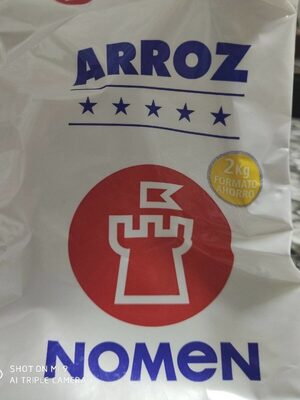 ARROZ
2kg
FORMATO
AHORRO
NOMEN
SHOT ON MI 9
AI TRIPLE CAMERA